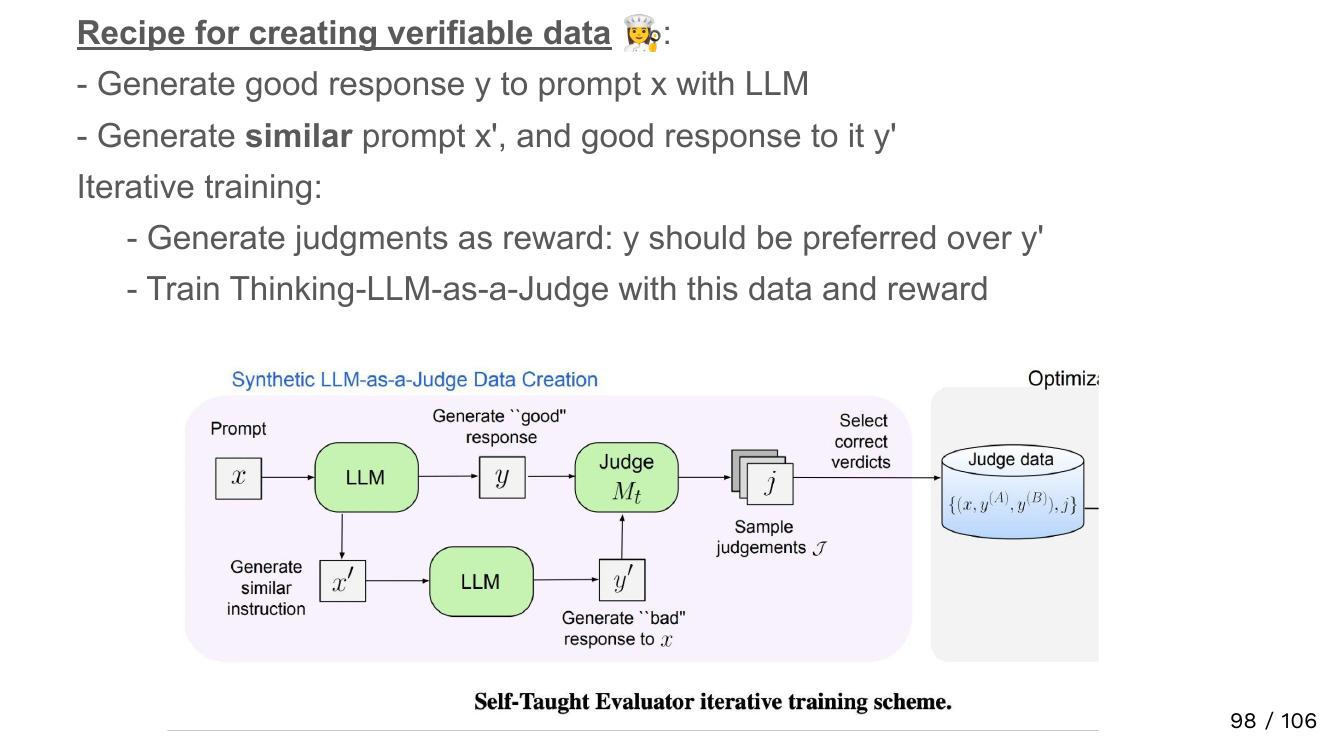 Recipe for creating verifiable data 👩‍🍳:
- Generate good response y to prompt x with LLM
- Generate similar prompt x', and good response to it y'
Iterative training:
- Generate judgments as reward: y should be preferred over y'
- Train Thinking-LLM-as-a-Judge with this data and reward
Synthetic LLM-as-a-Judge Data Creation
Optimiz
Prompt
x
LLM
Generate ``good"
response
y
Judge
M_t
j
Sample
judgements 𝒥
Select
correct
verdicts
Judge data
{(x, y^(A), y^(B)), j}
Generate
similar
instruction
x′
LLM
y′
Generate ``bad"
response to x
Self-Taught Evaluator iterative training scheme.
98 / 106